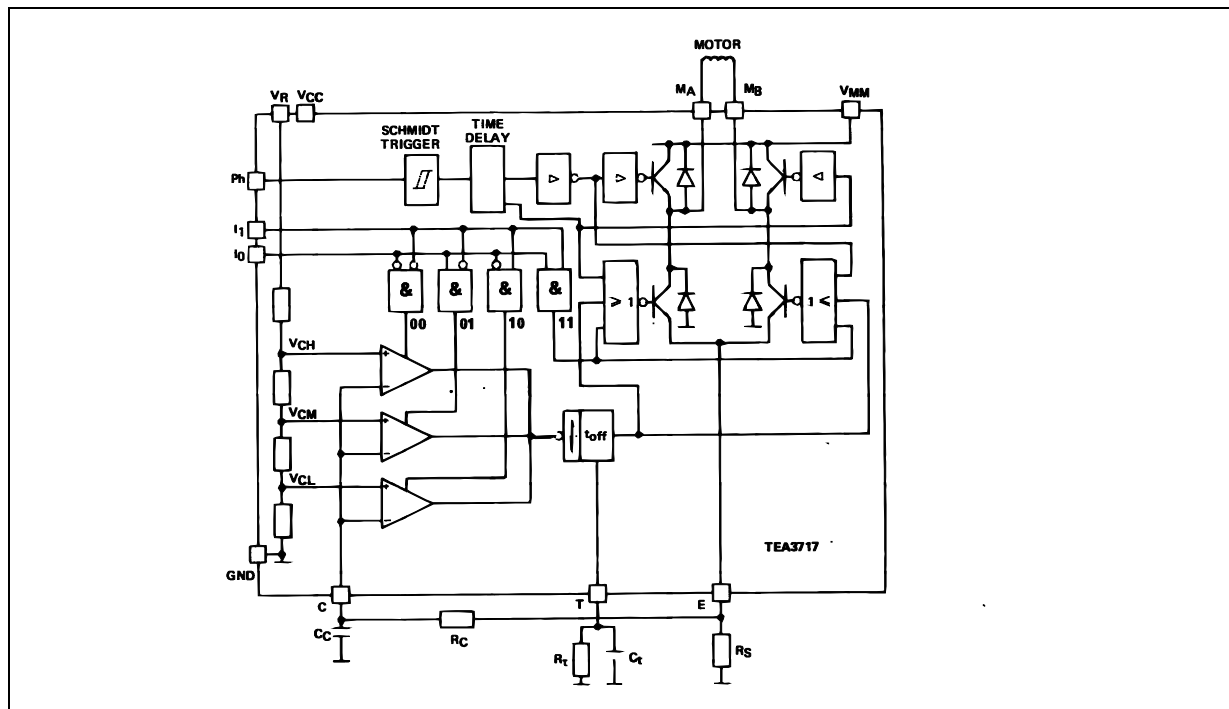 MOTOR
MA MB VMM
VR VCC
SCHMIDT
TRIGGER
TIME
DELAY
Ph
I1
I0
& & & &
00 01 10 11
≥ 1
1 ≤
VCH
+
−
VCM
+
−
toff
VCL
+
−
TEA3717
GND
C T E
CC
RC
Rt
Ct
RS